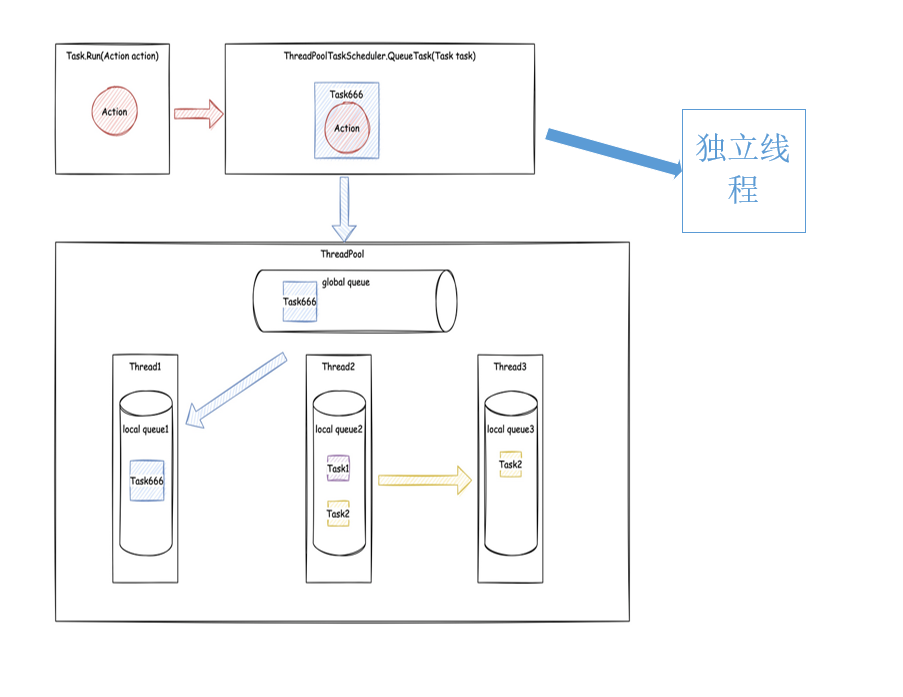 Task.Run(Action action)
Action
ThreadPoolTaskScheduler.QueueTask(Task task)
Task666
Action
独立线
程
ThreadPool
global queue
Task666
Thread1
local queue1
Task666
Thread2
local queue2
Task1
Task2
Thread3
local queue3
Task2